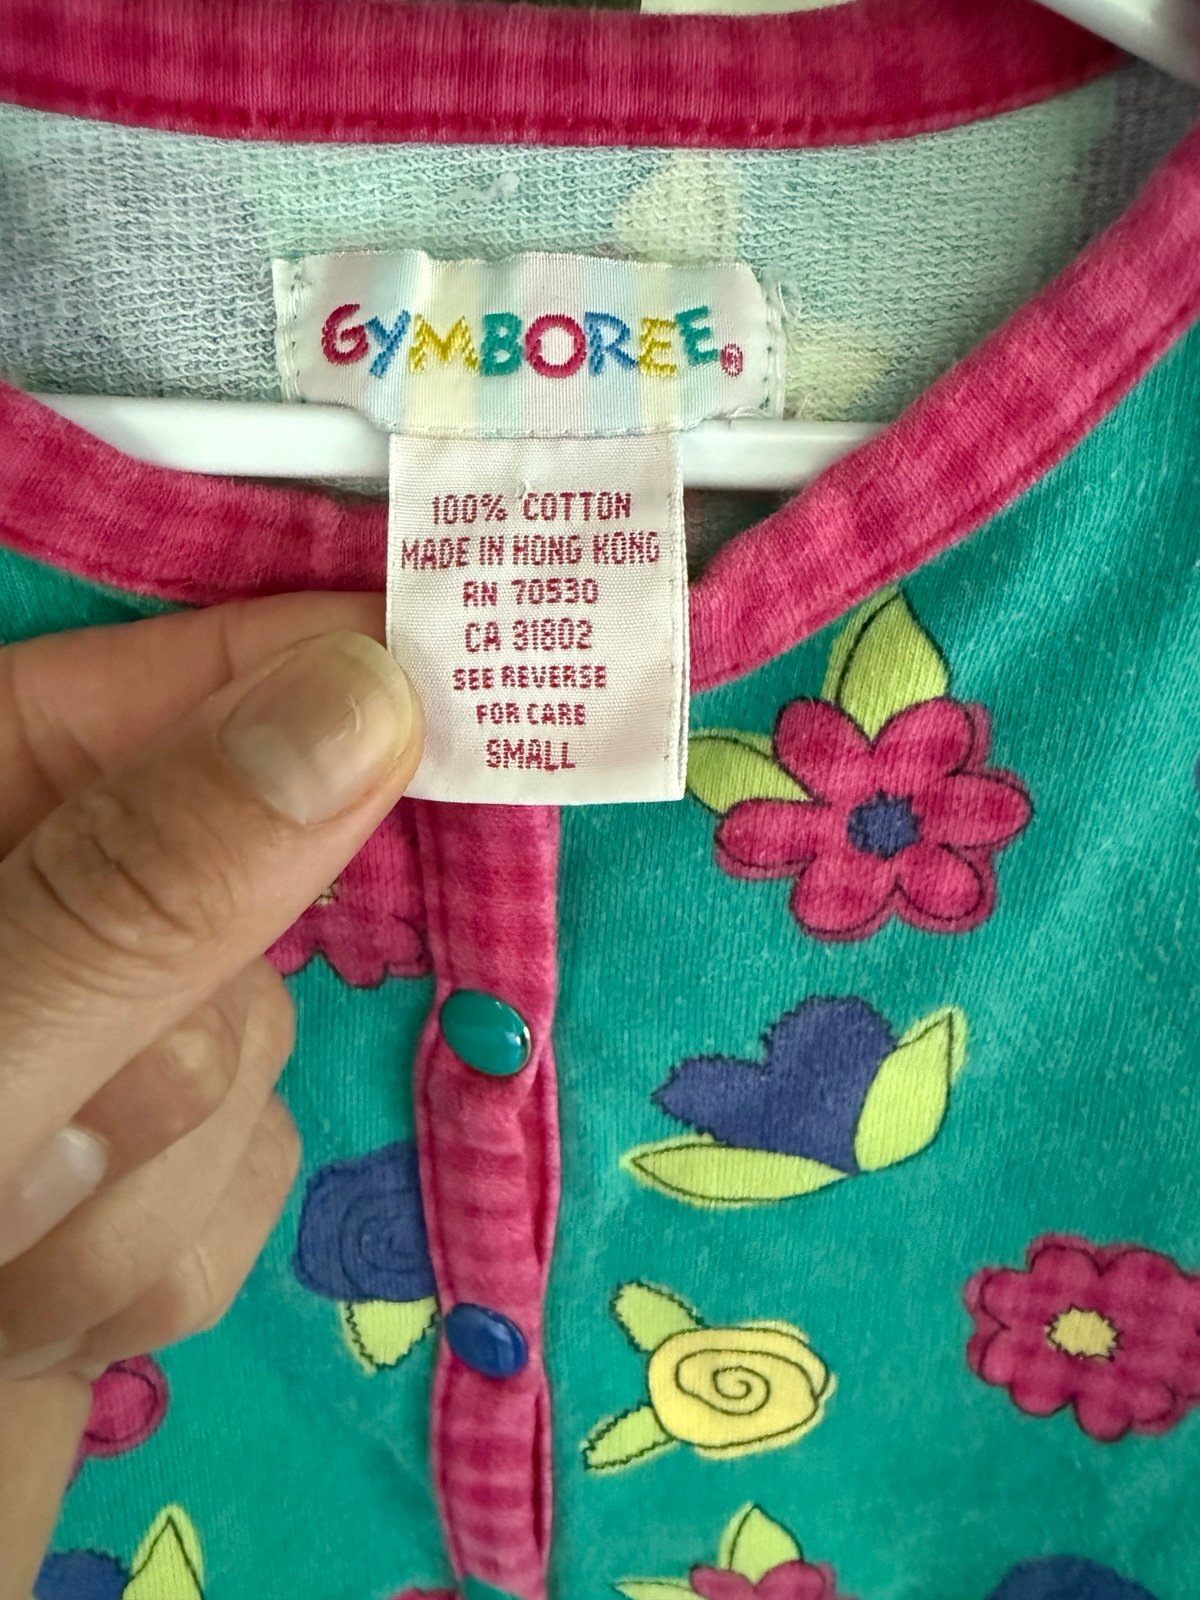 GYMBOREE®
100% COTTON
MADE IN HONG KONG
RN 70530
CA 31802
SEE REVERSE
FOR CARE
SMALL